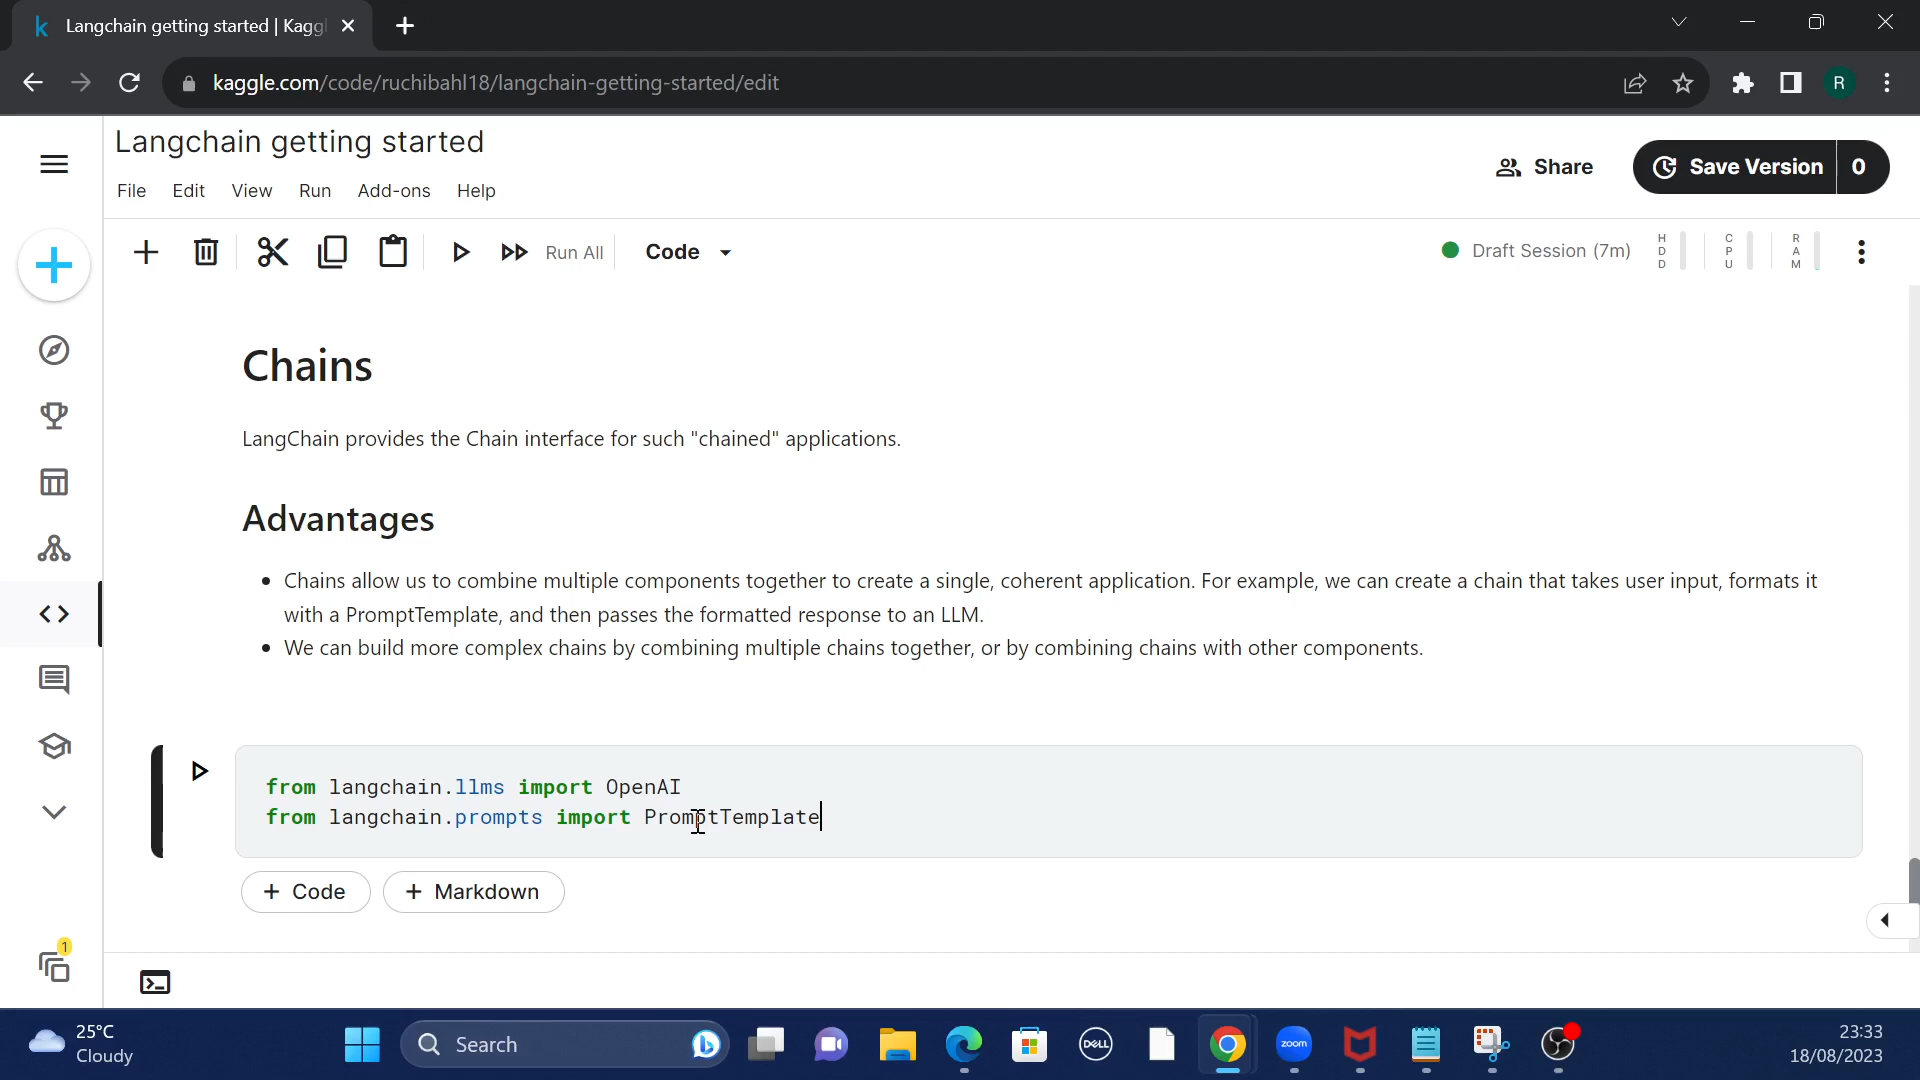 Langchain getting started | Kaggl
kaggle.com/code/ruchibahl18/langchain-getting-started/edit
R
Langchain getting started
File Edit View Run Add-ons Help
Share
Save Version 0
Run All
Code
Draft Session (7m)
HDD
CPU
RAM
Chains
LangChain provides the Chain interface for such "chained" applications.
Advantages
• Chains allow us to combine multiple components together to create a single, coherent application. For example, we can create a chain that takes user input, formats it
with a PromptTemplate, and then passes the formatted response to an LLM.
• We can build more complex chains by combining multiple chains together, or by combining chains with other components.
from langchain.llms import OpenAI
from langchain.prompts import PromptTemplate
+ Code + Markdown
1
25°C
Cloudy
Search
DELL
zoom
23:33
18/08/2023